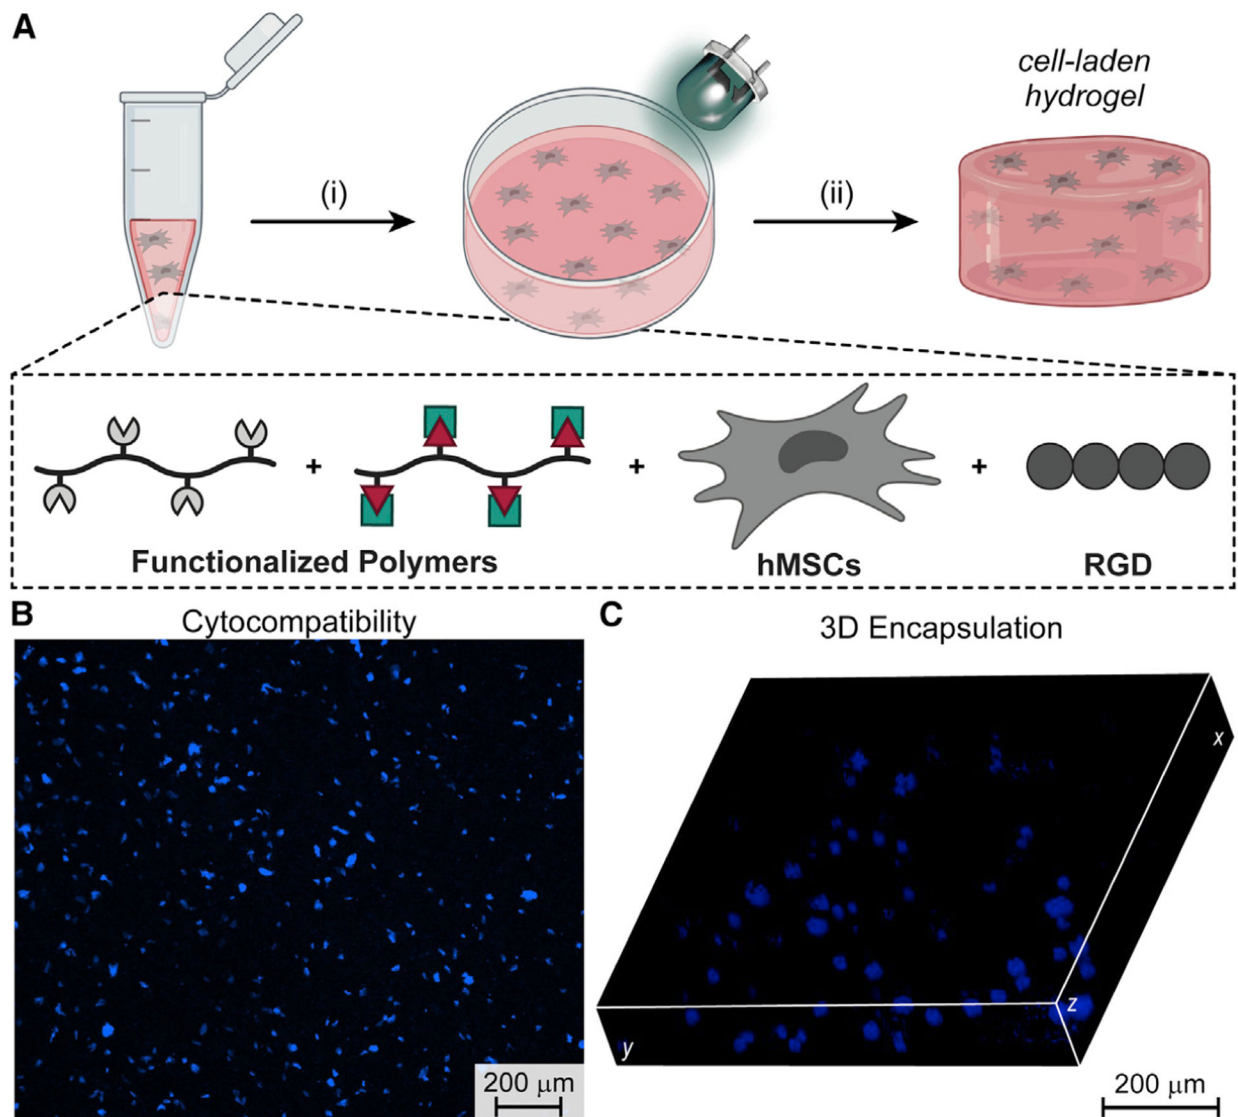 A
cell-laden
hydrogel
(i)
(ii)
+
+
+
Functionalized Polymers
hMSCs
RGD
B
Cytocompatibility
200 μm
C
3D Encapsulation
x
z
y
200 μm